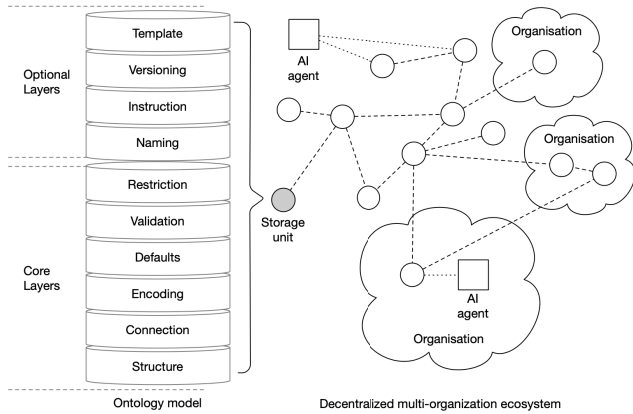 Optional
Layers
Template
Versioning
Instruction
Naming
Core
Layers
Restriction
Validation
Defaults
Encoding
Connection
Structure
Ontology model
Storage
unit
AI
agent
Organisation
Organisation
AI
agent
Organisation
Decentralized multi-organization ecosystem